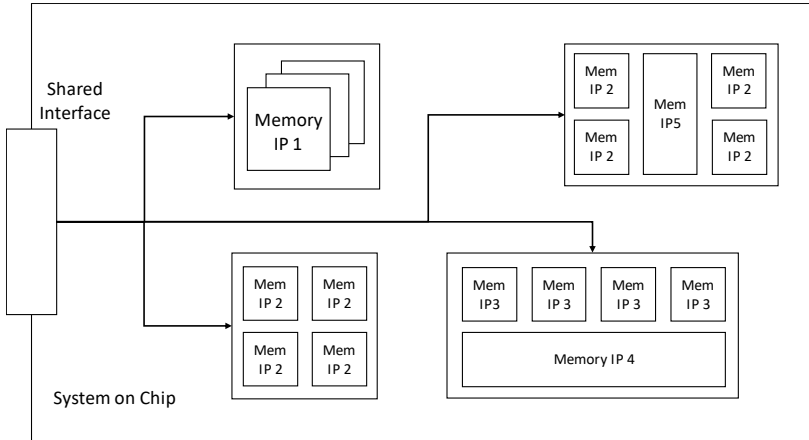 Shared
Interface
Memory
IP 1
Mem
IP 2
Mem
IP5
Mem
IP 2
Mem
IP 2
Mem
IP 2
Mem
IP 2
Mem
IP 2
Mem
IP 2
Mem
IP 2
Mem
IP3
Mem
IP 3
Mem
IP 3
Mem
IP 3
Memory IP 4
System on Chip